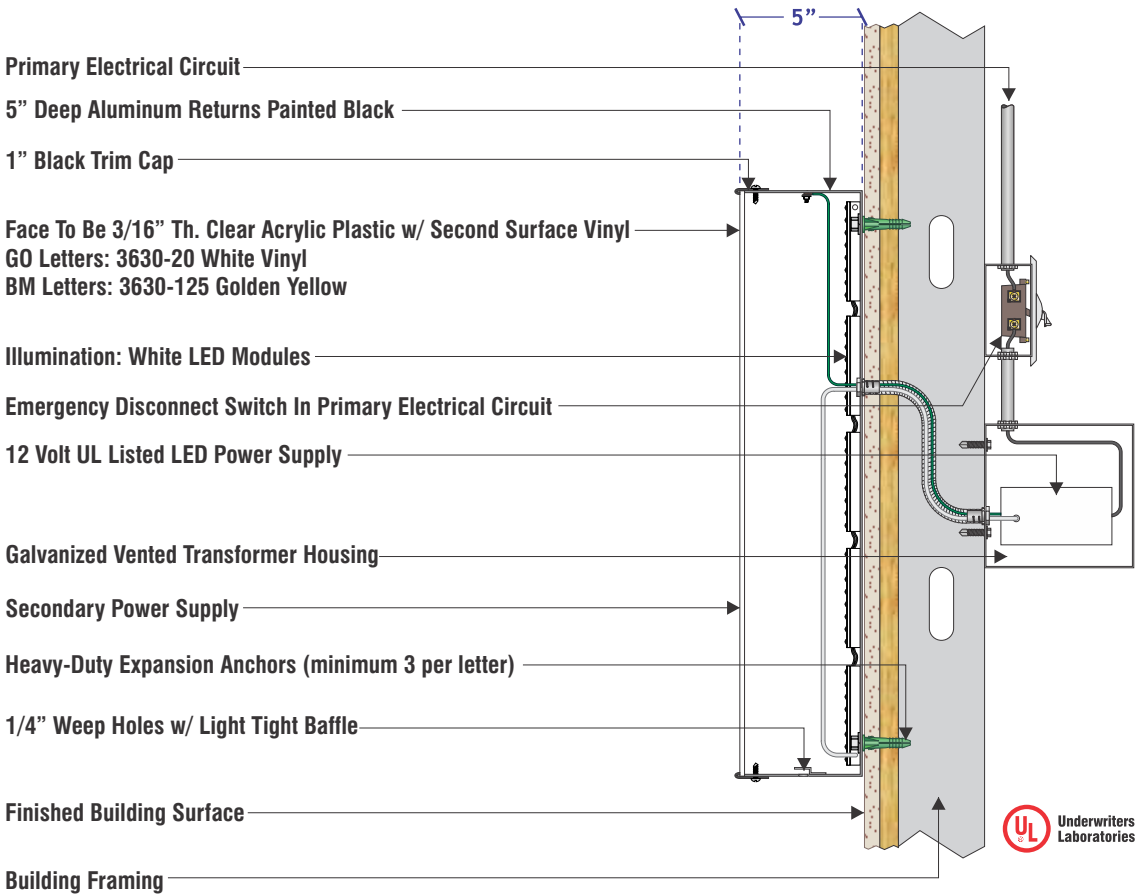 5”
Primary Electrical Circuit
5” Deep Aluminum Returns Painted Black
1” Black Trim Cap
Face To Be 3/16” Th. Clear Acrylic Plastic w/ Second Surface Vinyl
GO Letters: 3630-20 White Vinyl
BM Letters: 3630-125 Golden Yellow
Illumination: White LED Modules
Emergency Disconnect Switch In Primary Electrical Circuit
12 Volt UL Listed LED Power Supply
Galvanized Vented Transformer Housing
Secondary Power Supply
Heavy-Duty Expansion Anchors (minimum 3 per letter)
1/4” Weep Holes w/ Light Tight Baffle
Finished Building Surface
UL
Underwriters
Laboratories
Building Framing